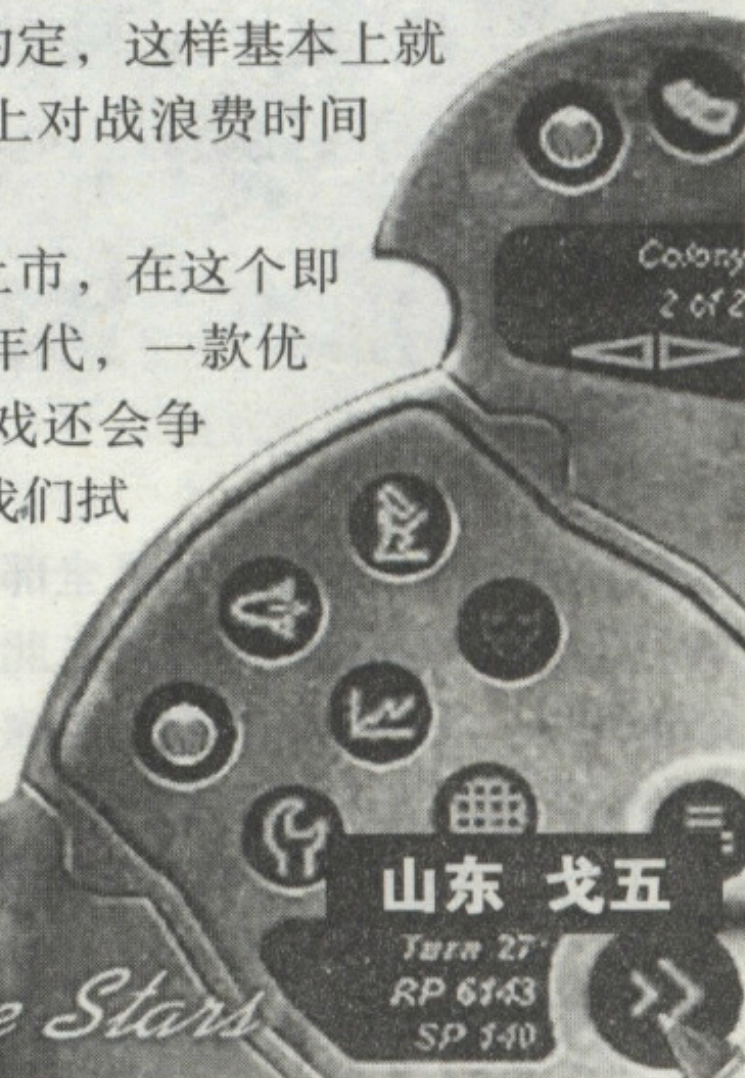 约定，这样基本上就
上对战浪费时间
上市，在这个即
年代，一款优
戏还会争
我们拭
Colony
2 of 2
山东 戈五
Turn 27
RP 6143
SP 140
e Stars